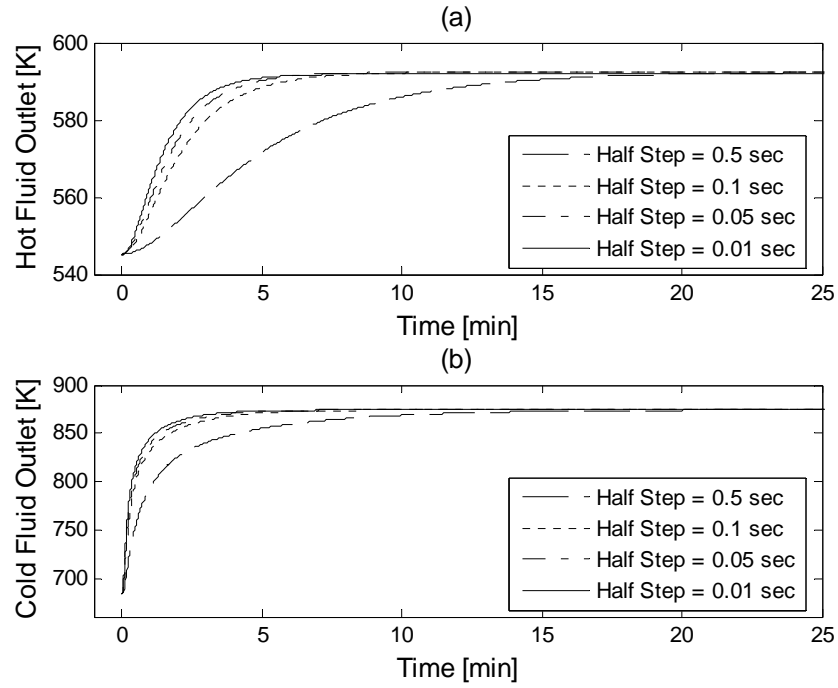 (a)
Hot Fluid Outlet [K]
600
580
560
540
Half Step = 0.5 sec
Half Step = 0.1 sec
Half Step = 0.05 sec
Half Step = 0.01 sec
0 5 10 15 20 25
Time [min]
(b)
Cold Fluid Outlet [K]
900
850
800
750
700
Half Step = 0.5 sec
Half Step = 0.1 sec
Half Step = 0.05 sec
Half Step = 0.01 sec
0 5 10 15 20 25
Time [min]